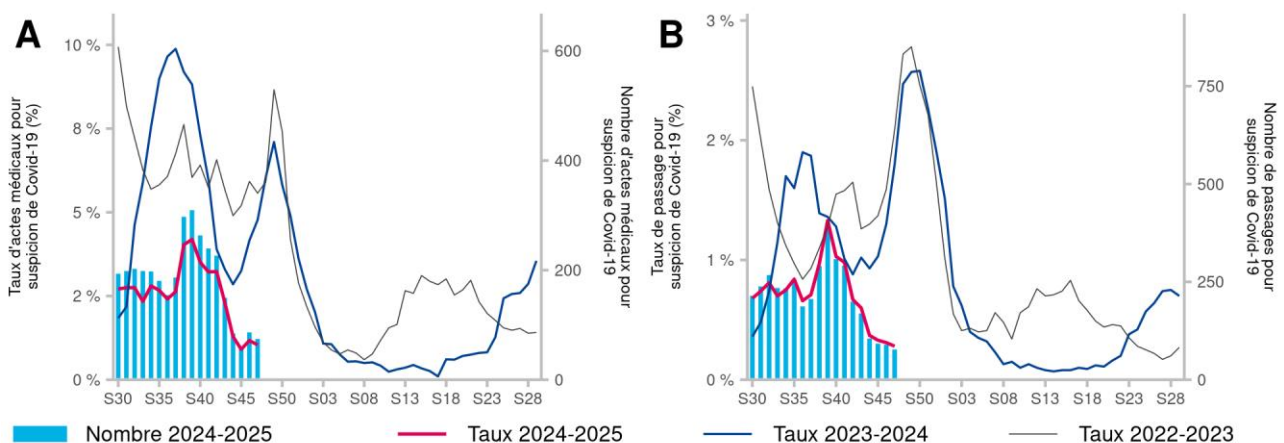 A
Taux d'actes médicaux pour
suspicion de Covid-19 (%)
10 %
8 %
5 %
2 %
0 %
600
400
200
0
Nombre d'actes médicaux pour
suspicion de Covid-19
S30 S35 S40 S45 S50 S03 S08 S13 S18 S23 S28
B
Taux de passage pour
suspicion de Covid-19 (%)
3 %
2 %
1 %
0 %
750
500
250
0
Nombre de passages pour
suspicion de Covid-19
S30 S35 S40 S45 S50 S03 S08 S13 S18 S23 S28
Nombre 2024-2025 Taux 2024-2025 Taux 2023-2024 Taux 2022-2023